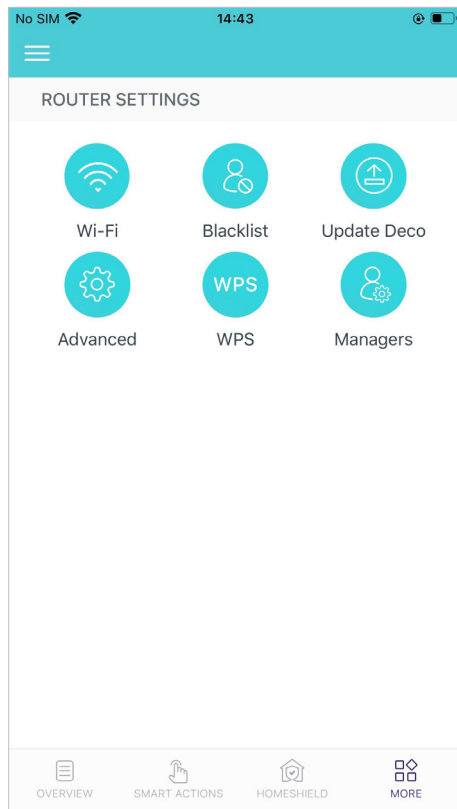 No SIM 14:43
ROUTER SETTINGS
Wi-Fi Blacklist Update Deco
WPS
Advanced WPS Managers
OVERVIEW SMART ACTIONS HOMESHIELD MORE